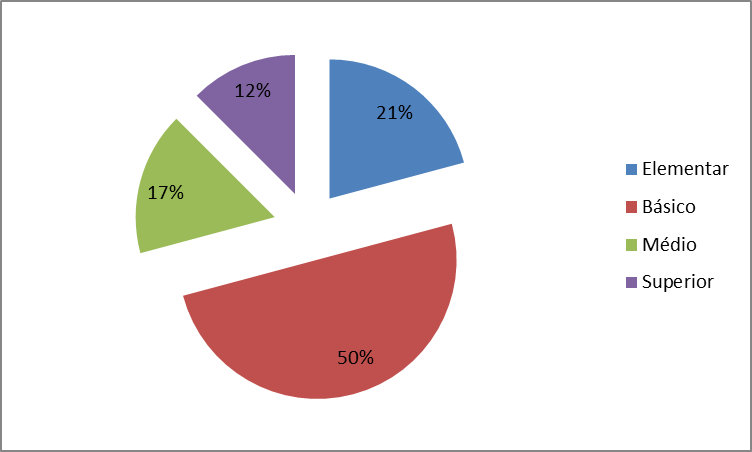 12%
21%
17%
50%
Elementar
Básico
Médio
Superior